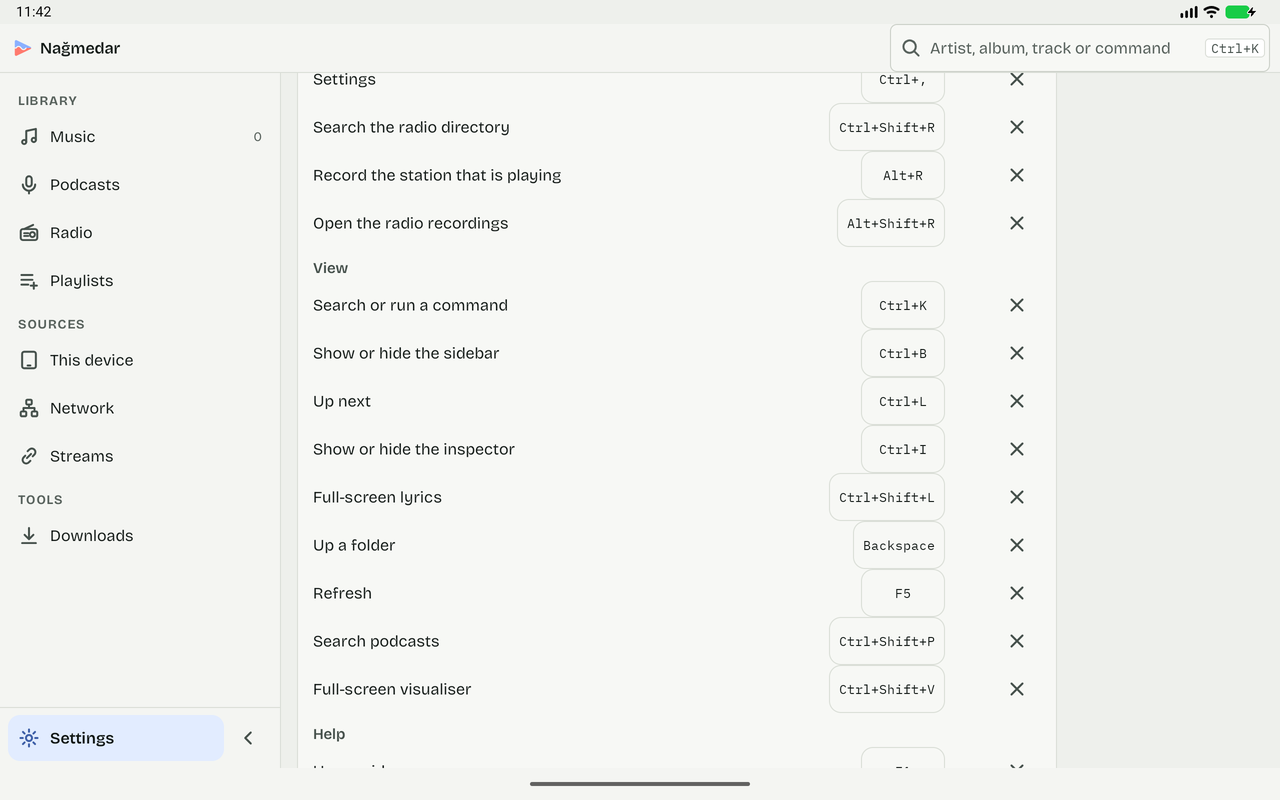 11:42
Nağmedar
Artist, album, track or command Ctrl+K
LIBRARY
Music 0
Podcasts
Radio
Playlists
SOURCES
This device
Network
Streams
TOOLS
Downloads
Settings
Settings Ctrl+,
Search the radio directory Ctrl+Shift+R
Record the station that is playing Alt+R
Open the radio recordings Alt+Shift+R
View
Search or run a command Ctrl+K
Show or hide the sidebar Ctrl+B
Up next Ctrl+L
Show or hide the inspector Ctrl+I
Full-screen lyrics Ctrl+Shift+L
Up a folder Backspace
Refresh F5
Search podcasts Ctrl+Shift+P
Full-screen visualiser Ctrl+Shift+V
Help